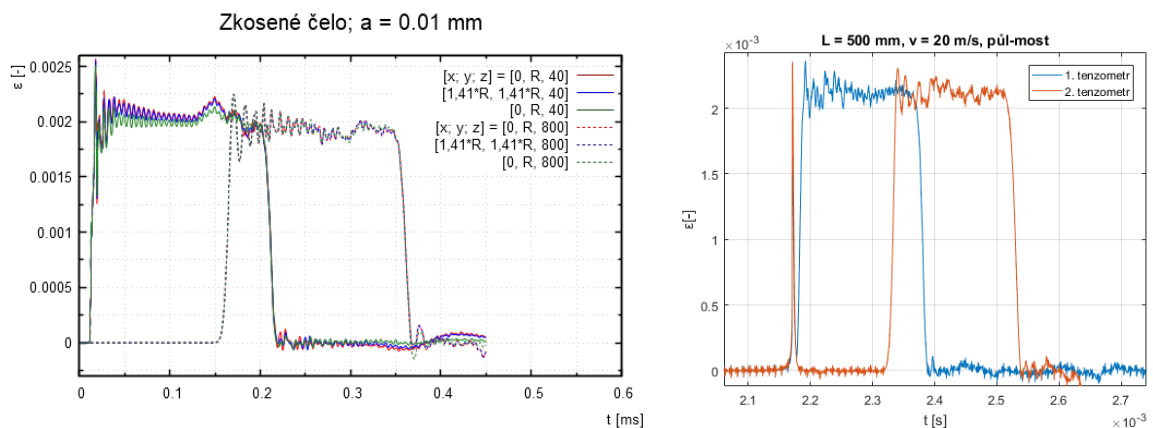 Zkosené čelo; a = 0.01 mm
ε [-]
0.0025
0.002
0.0015
0.001
0.0005
0
[x; y; z] = [0, R, 40]
[1,41*R, 1,41*R, 40]
[0, R, 40]
[x; y; z] = [0, R, 800]
[1,41*R, 1,41*R, 800]
[0, R, 800]
0 0.1 0.2 0.3 0.4 0.5 0.6
t [ms]
×10⁻³
L = 500 mm, v = 20 m/s, půl-most
1. tenzometr
2. tenzometr
ε[-]
2
1.5
1
0.5
0
2.1 2.2 2.3 2.4 2.5 2.6 2.7
t [s]
×10⁻³